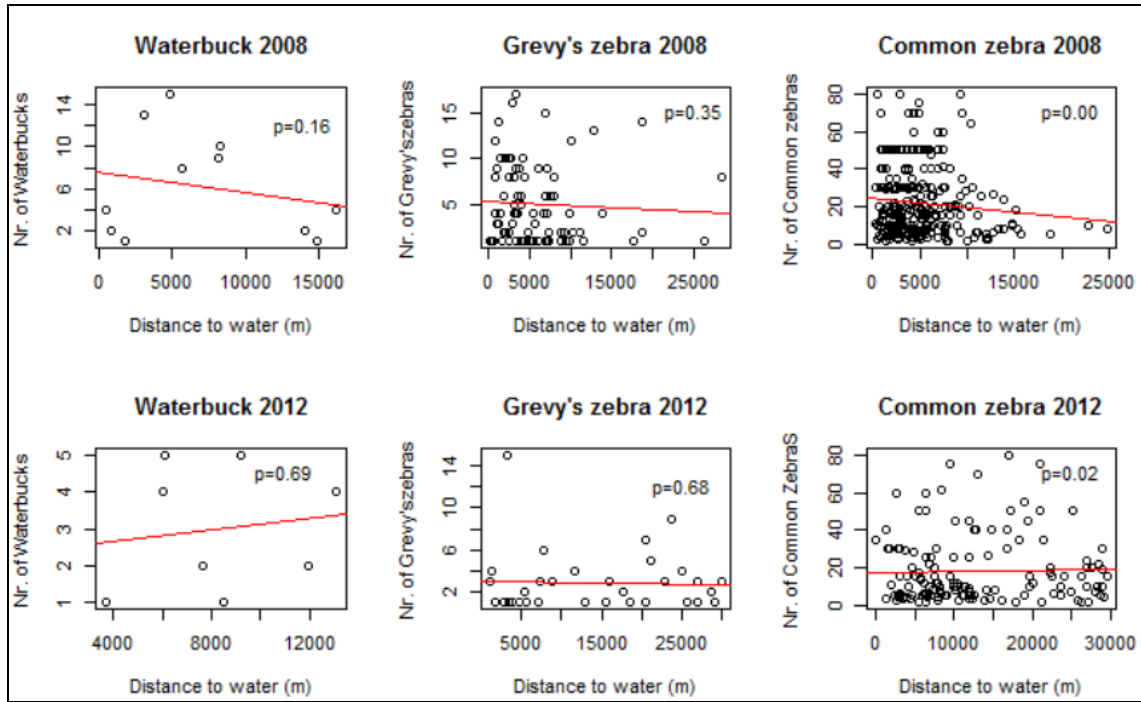 Waterbuck 2008
Nr. of Waterbucks
14
10
6
4
2
p=0.16
0 5000 10000 15000
Distance to water (m)
Grevy's zebra 2008
Nr. of Grevy'szebras
15
10
5
p=0.35
0 5000 15000 25000
Distance to water (m)
Common zebra 2008
Nr. of Common zebras
80
60
40
20
0
p=0.00
0 5000 15000 25000
Distance to water (m)
Waterbuck 2012
Nr. of Waterbucks
5
4
3
2
1
p=0.69
4000 8000 12000
Distance to water (m)
Grevy's zebra 2012
Nr. of Grevy'szebras
14
10
6
4
2
p=0.68
5000 15000 25000
Distance to water (m)
Common zebra 2012
Nr. of Common ZebraS
80
60
40
20
0
p=0.02
0 10000 20000 30000
Distance to water (m)